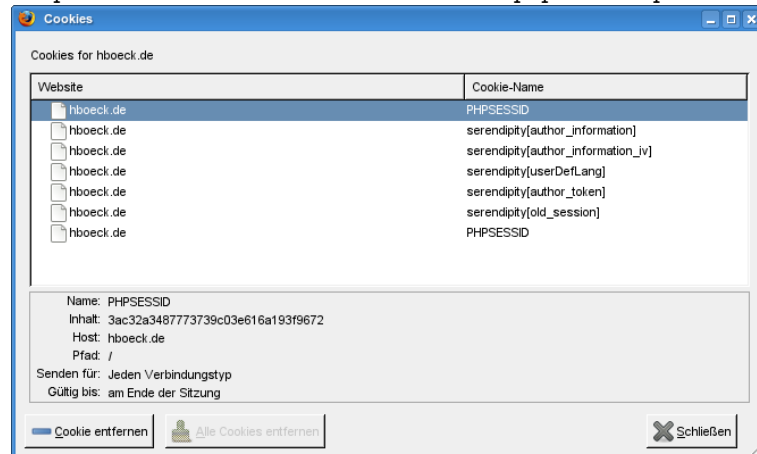 Cookies
Cookies for hboeck.de
Website Cookie-Name
hboeck.de PHPSESSID
hboeck.de serendipity[author_information]
hboeck.de serendipity[author_information_iv]
hboeck.de serendipity[userDefLang]
hboeck.de serendipity[author_token]
hboeck.de serendipity[old_session]
hboeck.de PHPSESSID
Name: PHPSESSID
Inhalt: 3ac32a3487773739c03e616a193f9672
Host: hboeck.de
Pfad: /
Senden für: Jeden Verbindungstyp
Gültig bis: am Ende der Sitzung
Cookie entfernen Alle Cookies entfernen Schließen